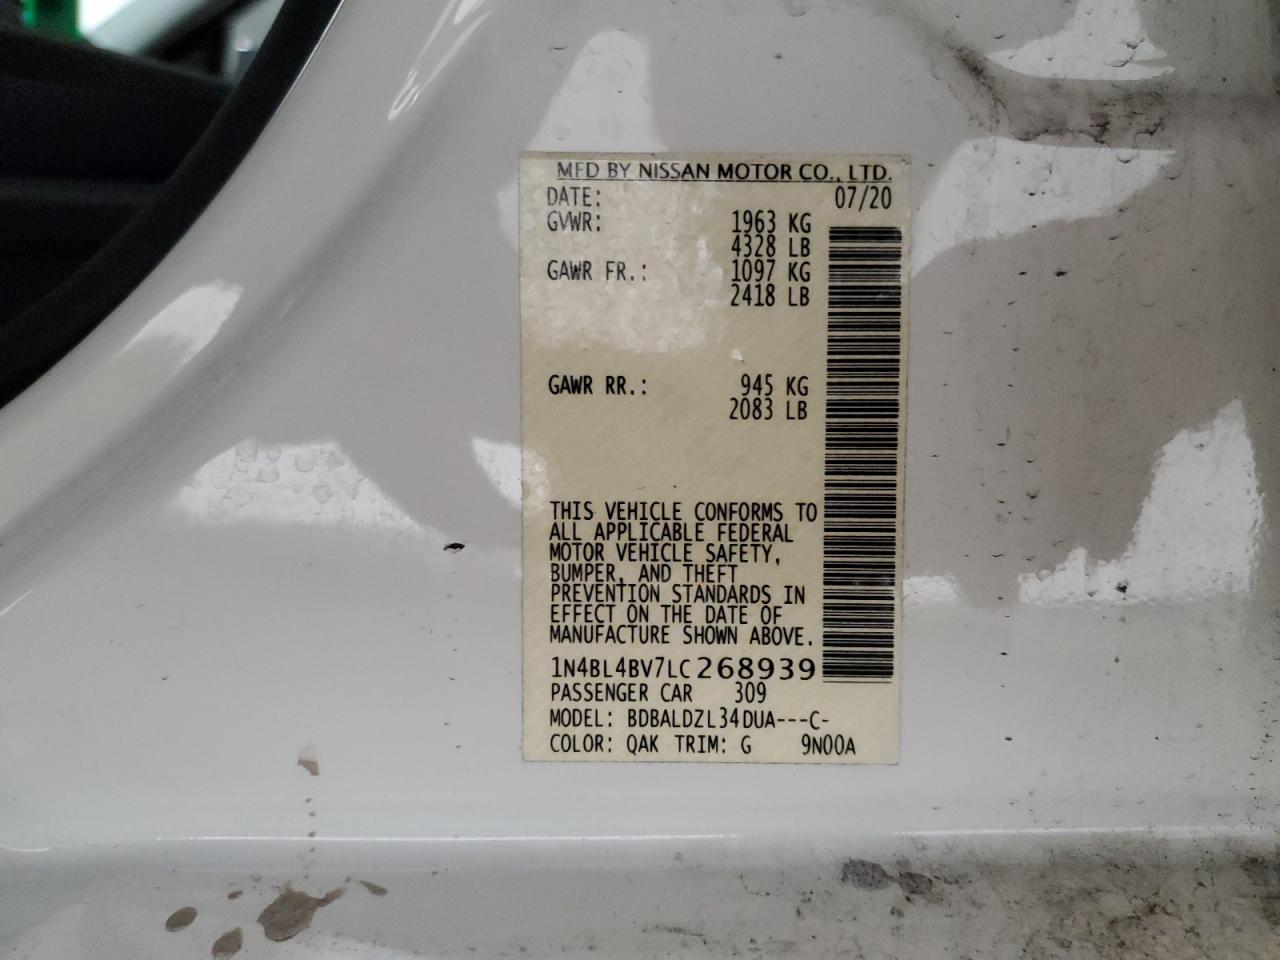 MFD BY NISSAN MOTOR CO., LTD.
DATE: 07/20
GVWR: 1963 KG
4328 LB
GAWR FR.: 1097 KG
2418 LB
GAWR RR.: 945 KG
2083 LB
THIS VEHICLE CONFORMS TO
ALL APPLICABLE FEDERAL
MOTOR VEHICLE SAFETY,
BUMPER, AND THEFT
PREVENTION STANDARDS IN
EFFECT ON THE DATE OF
MANUFACTURE SHOWN ABOVE.
1N4BL4BV7LC268939
PASSENGER CAR 309
MODEL: BDBALDZL34DUA---C-
COLOR: QAK TRIM: G 9N00A